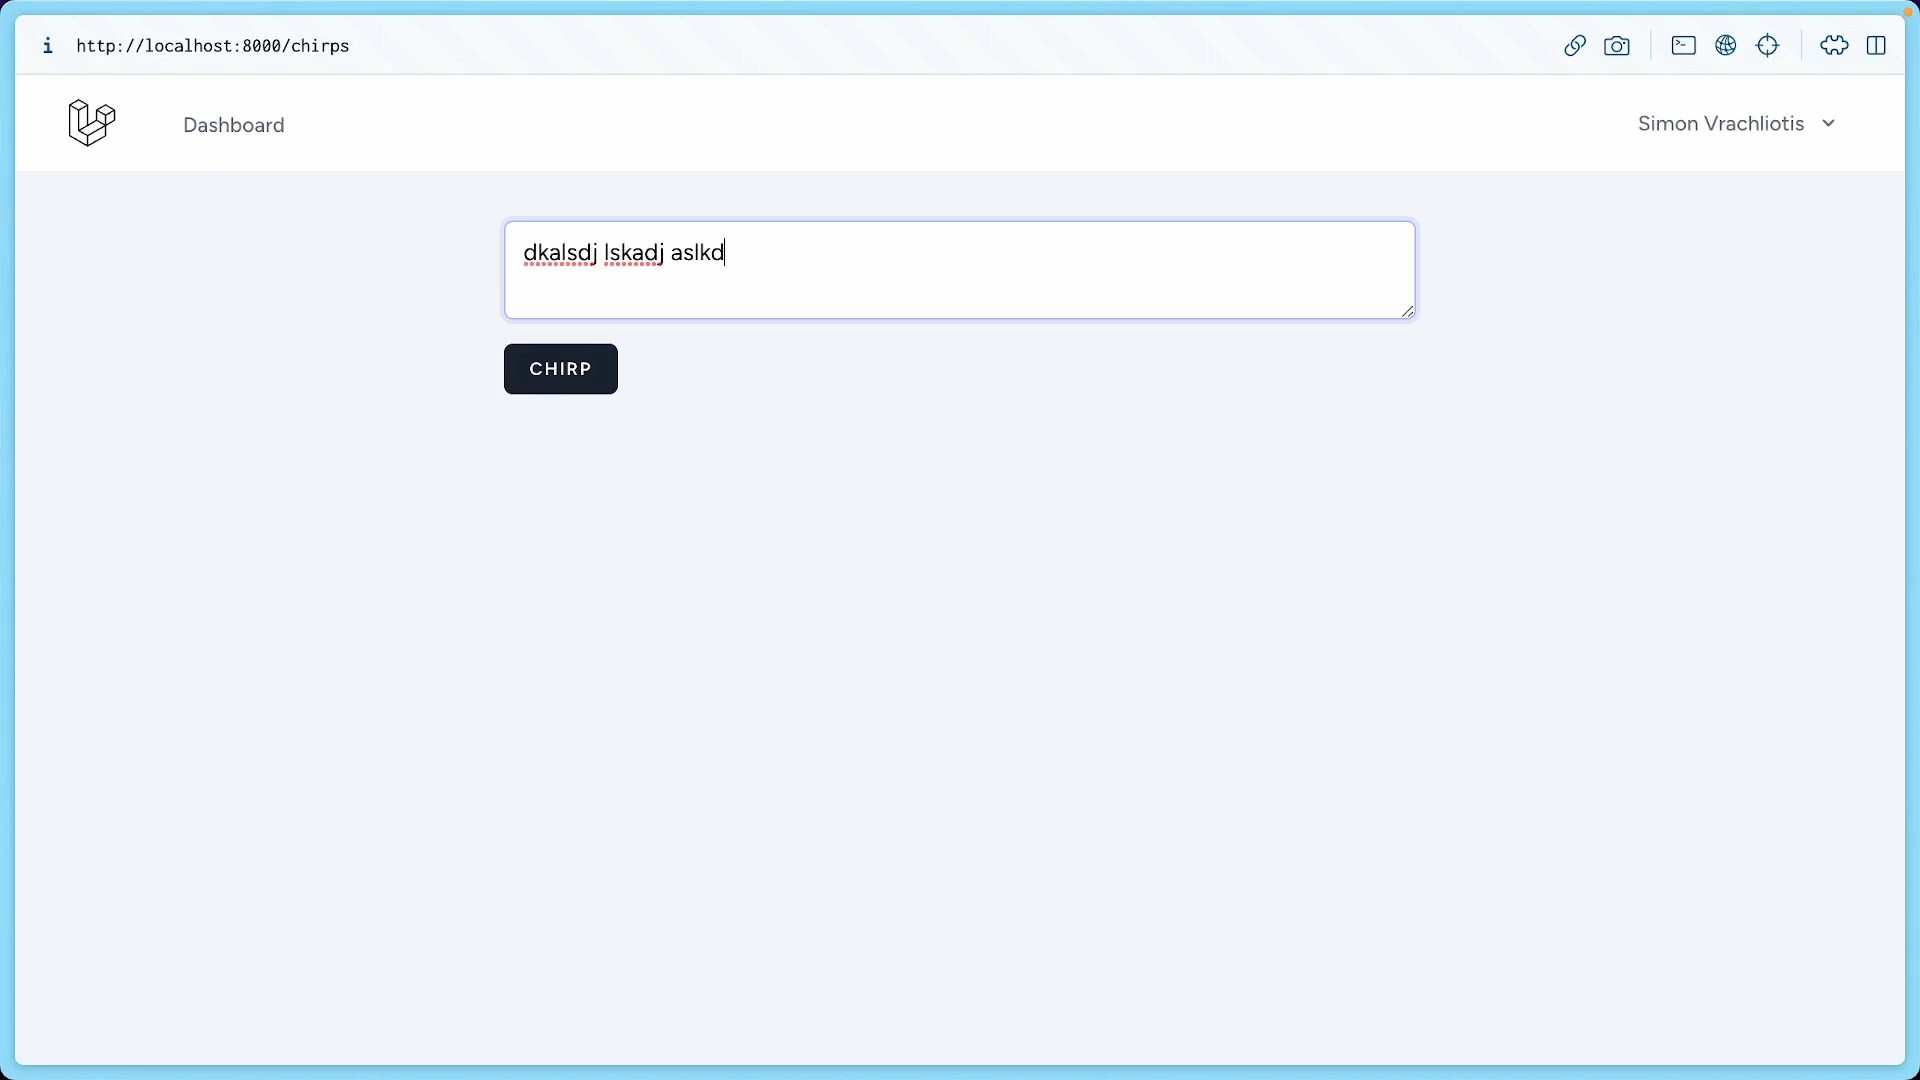 i http://localhost:8000/chirps
Dashboard
Simon Vrachliotis
dkalsdj lskadj aslkd
CHIRP